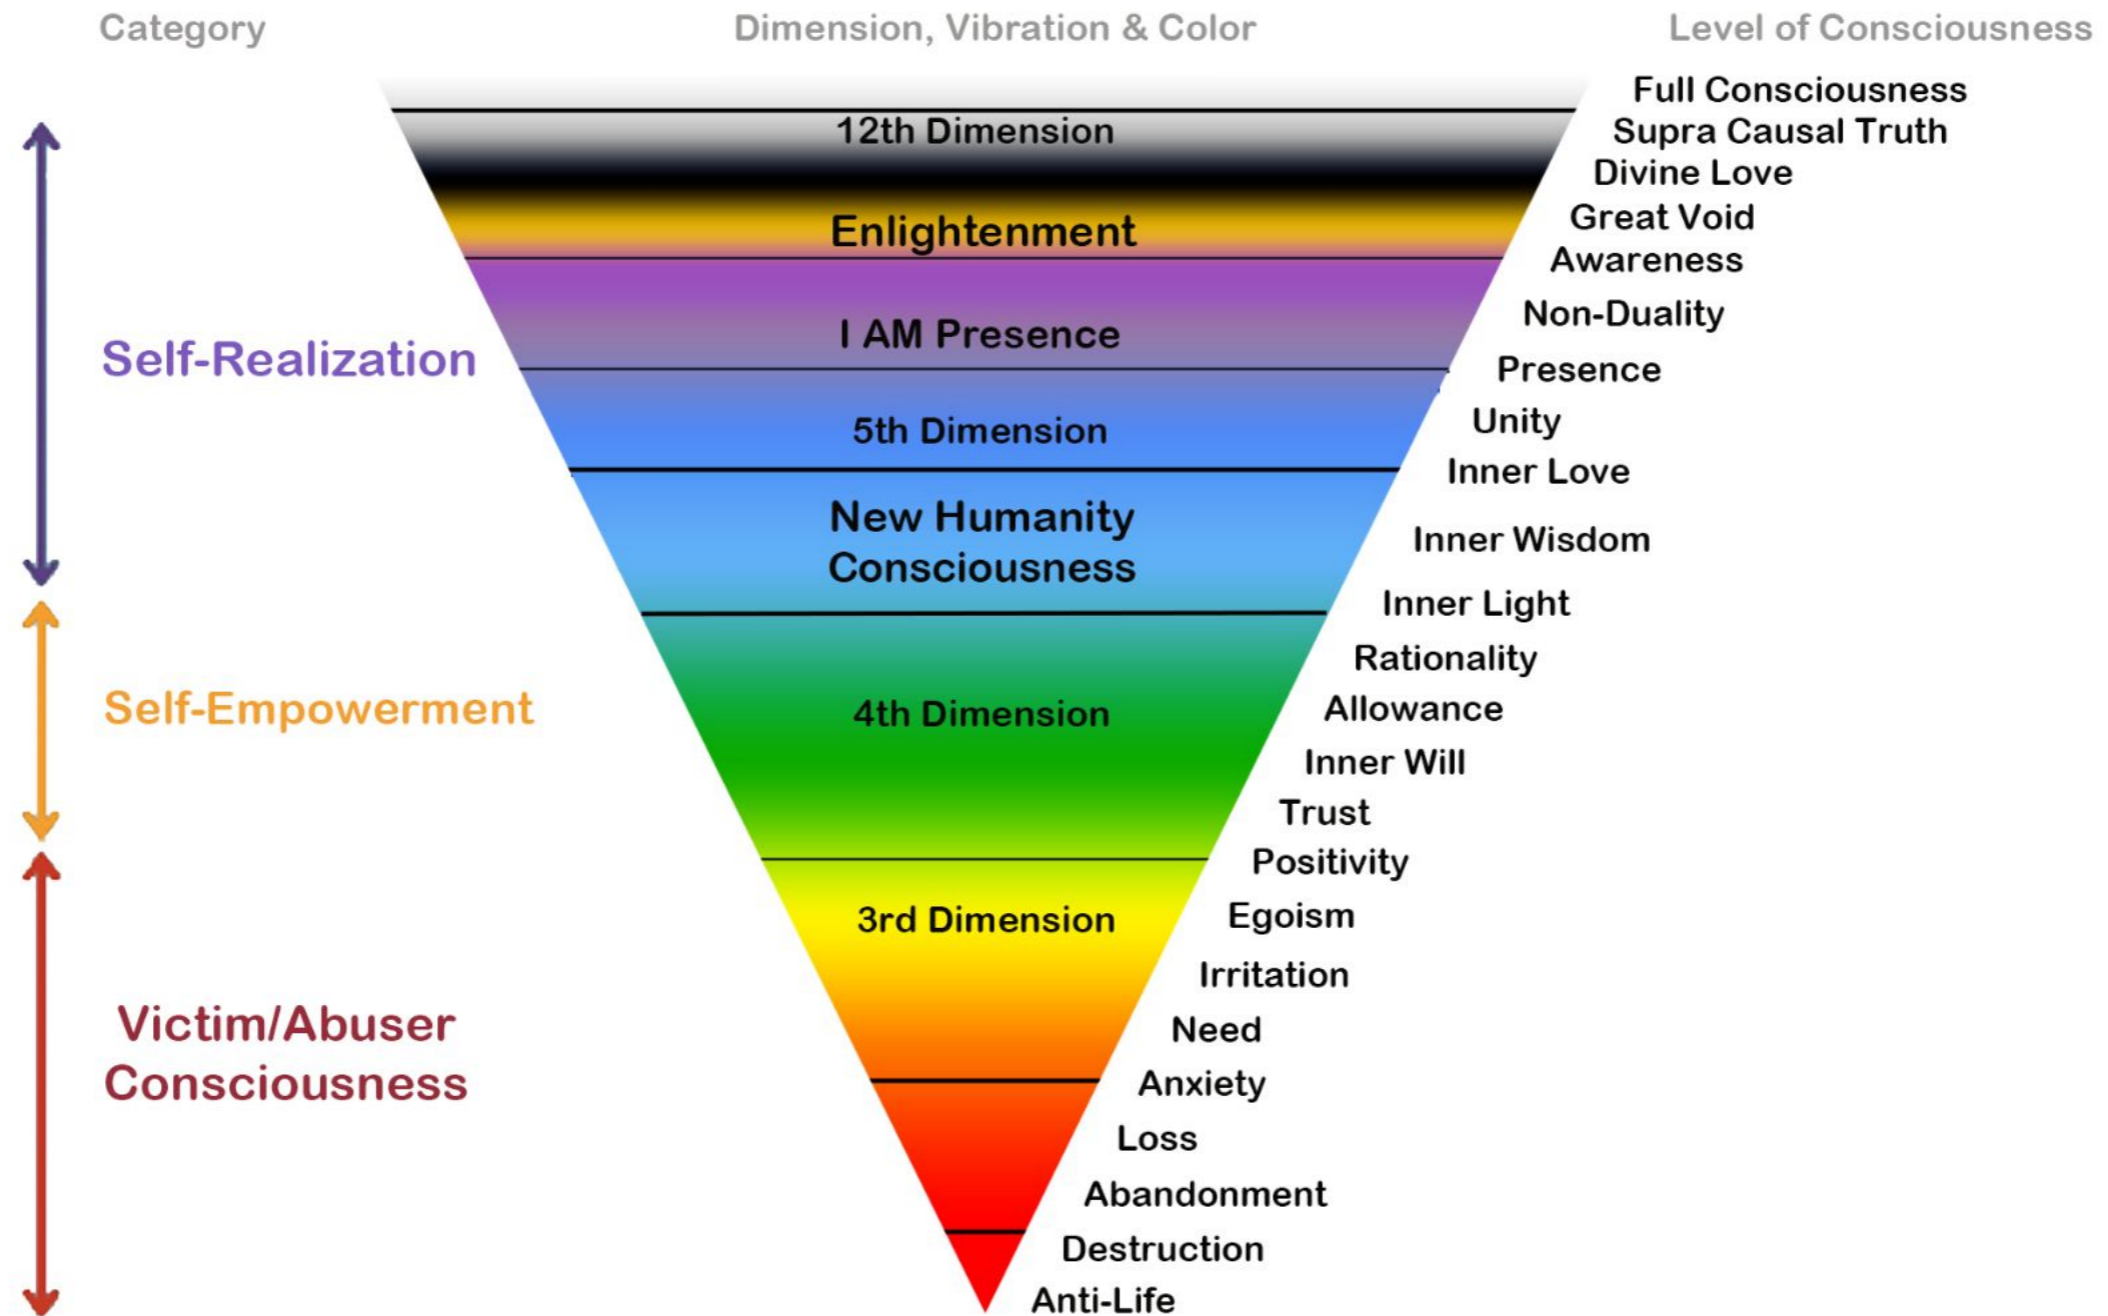 Category
Dimension, Vibration & Color
Level of Consciousness
Full Consciousness
12th Dimension
Supra Causal Truth
Divine Love
Great Void
Enlightenment
Awareness
Non-Duality
I AM Presence
Self-Realization
Presence
Unity
5th Dimension
Inner Love
New Humanity
Consciousness
Inner Wisdom
Inner Light
Rationality
Self-Empowerment
4th Dimension
Allowance
Inner Will
Trust
Positivity
3rd Dimension
Egoism
Irritation
Victim/Abuser
Consciousness
Need
Anxiety
Loss
Abandonment
Destruction
Anti-Life